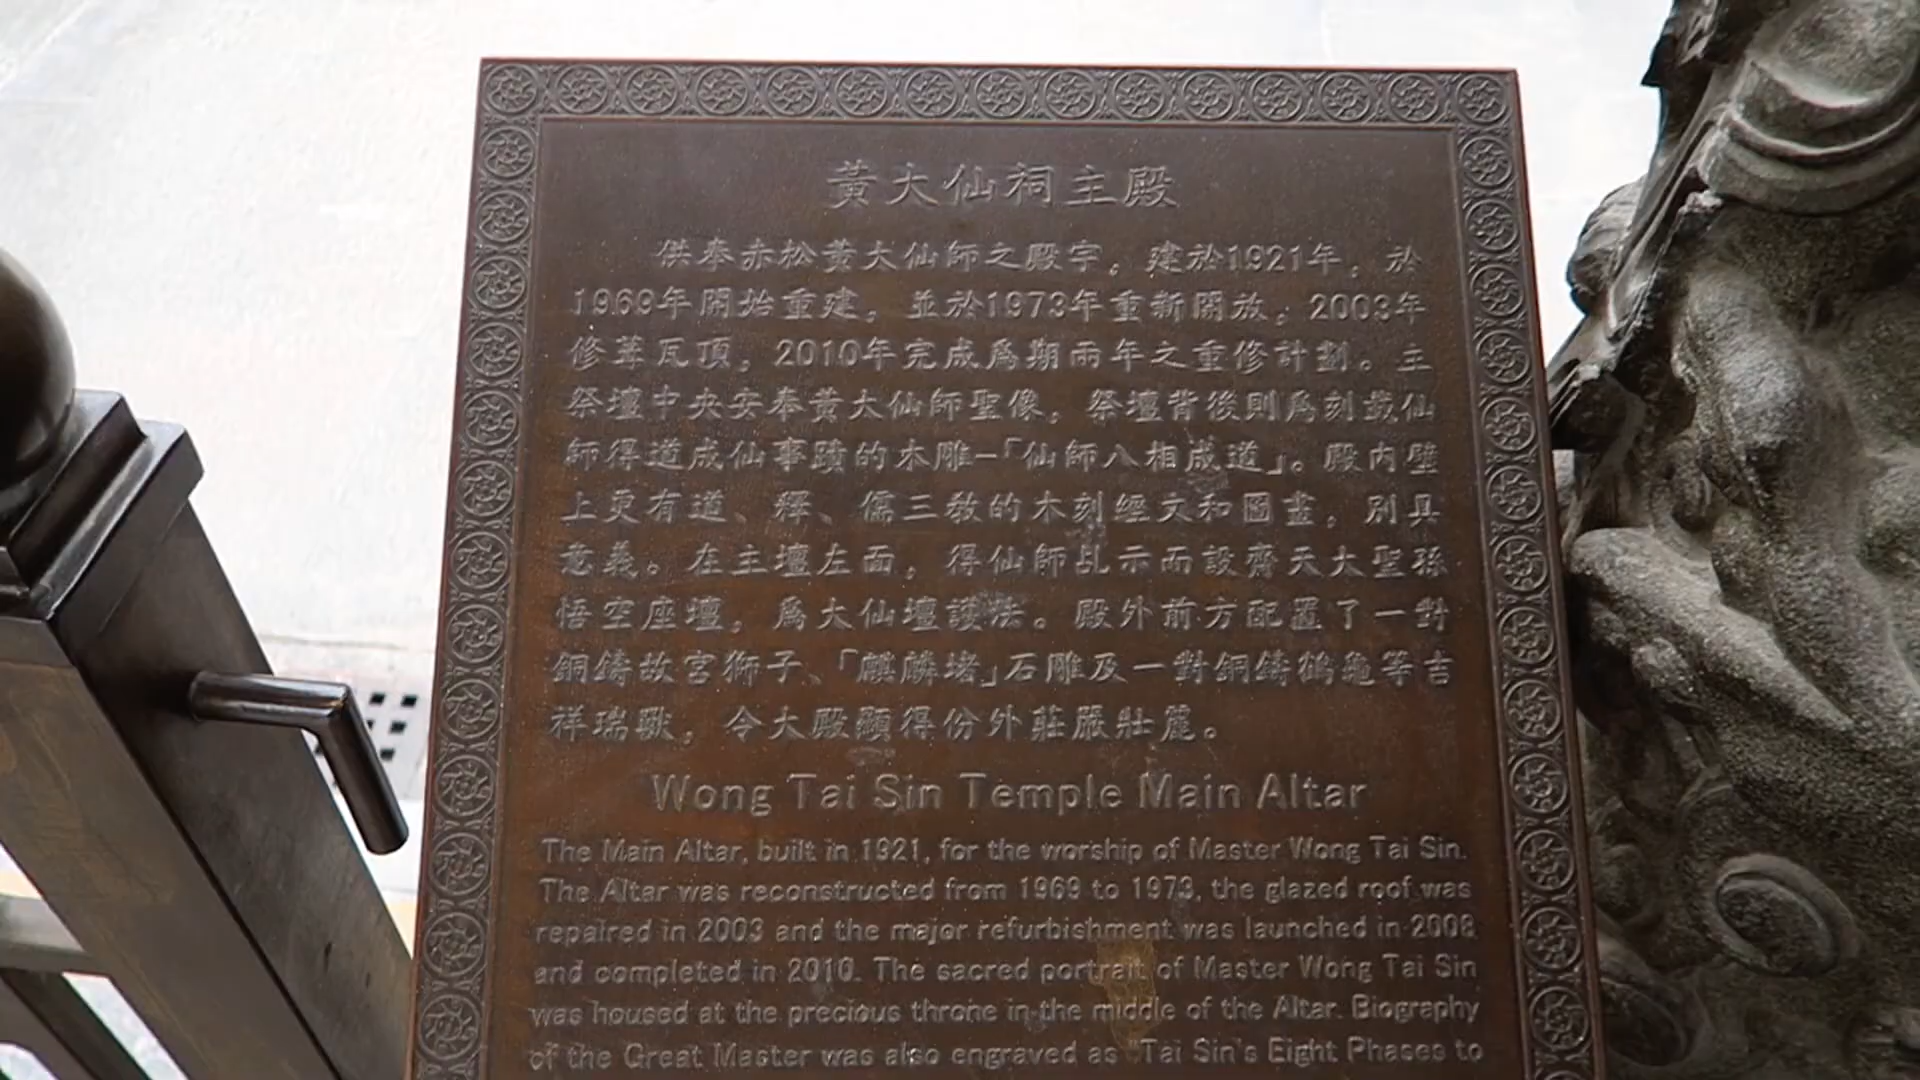 黃大仙祠主殿
供奉赤松黃大仙師之殿宇，建於1921年，於
1969年開始重建，並於1973年重新開放；2003年
修葺瓦頂，2010年完成爲期兩年之重修計劃。主
祭壇中央安奉黃大仙師聖像，祭壇背後則爲刻載仙
師得道成仙事蹟的木雕–「仙師八相成道」。殿內壁
上更有道、釋、儒三教的木刻經文和圖畫，別具
意義。在主壇左面，得仙師乩示而設齊天大聖孫
悟空座壇，爲大仙壇護法。殿外前方配置了一對
銅鑄故宮獅子、「麒麟堵」石雕及一對銅鑄鶴龜等吉
祥瑞獸，令大殿顯得份外莊嚴壯麗。
Wong Tai Sin Temple Main Altar
The Main Altar, built in 1921, for the worship of Master Wong Tai Sin.
The Altar was reconstructed from 1969 to 1973, the glazed roof was
repaired in 2003 and the major refurbishment was launched in 2008
and completed in 2010. The sacred portrait of Master Wong Tai Sin
was housed at the precious throne in the middle of the Altar. Biography
of the Great Master was also engraved as "Tai Sin's Eight Phases to